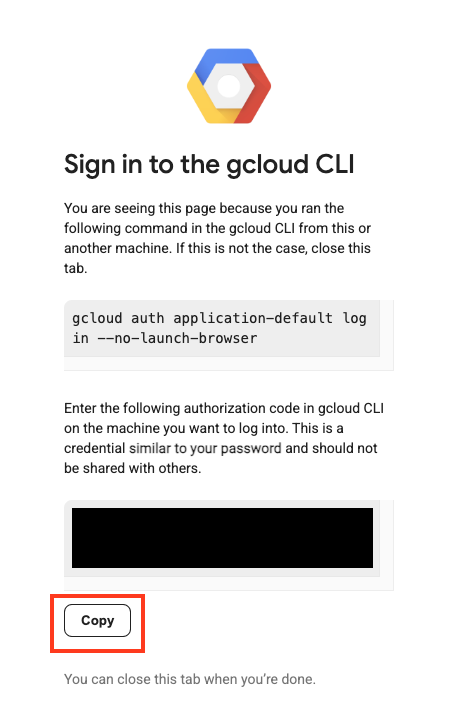 Sign in to the gcloud CLI
You are seeing this page because you ran the
following command in the gcloud CLI from this or
another machine. If this is not the case, close this
tab.
gcloud auth application-default log
in --no-launch-browser
Enter the following authorization code in gcloud CLI
on the machine you want to log into. This is a
credential similar to your password and should not
be shared with others.
Copy
You can close this tab when you’re done.